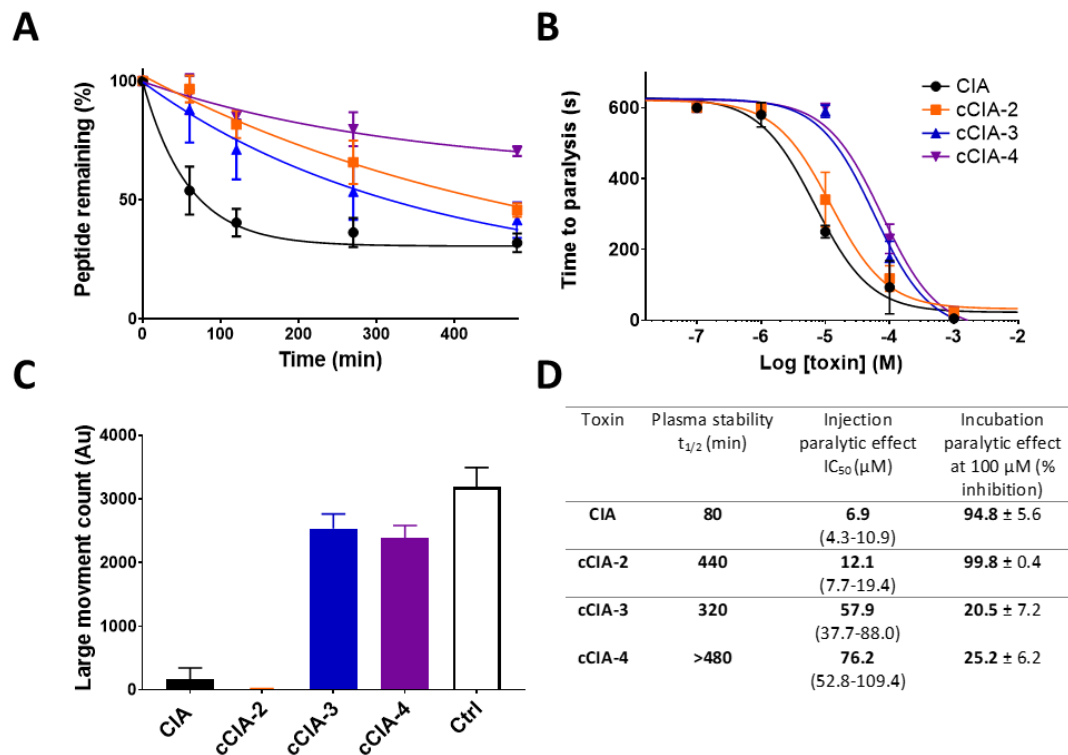 A
Peptide remaining (%)
100
50
0
0
200
400
Time (min)
B
Time to paralysis (s)
600
400
200
0
-7
-6
-5
-4
-3
-2
Log [toxin] (M)
CIA
cCIA-2
cCIA-3
cCIA-4
C
Large movment count (Au)
4000
3000
2000
1000
0
CIA
cCIA-2
cCIA-3
cCIA-4
Ctrl
D
Toxin Plasma stability t1/2 (min) Injection paralytic effect IC50 (µM) Incubation paralytic effect at 100 µM (% inhibition)
CIA 80 6.9 (4.3-10.9) 94.8 ± 5.6
cCIA-2 440 12.1 (7.7-19.4) 99.8 ± 0.4
cCIA-3 320 57.9 (37.7-88.0) 20.5 ± 7.2
cCIA-4 >480 76.2 (52.8-109.4) 25.2 ± 6.2